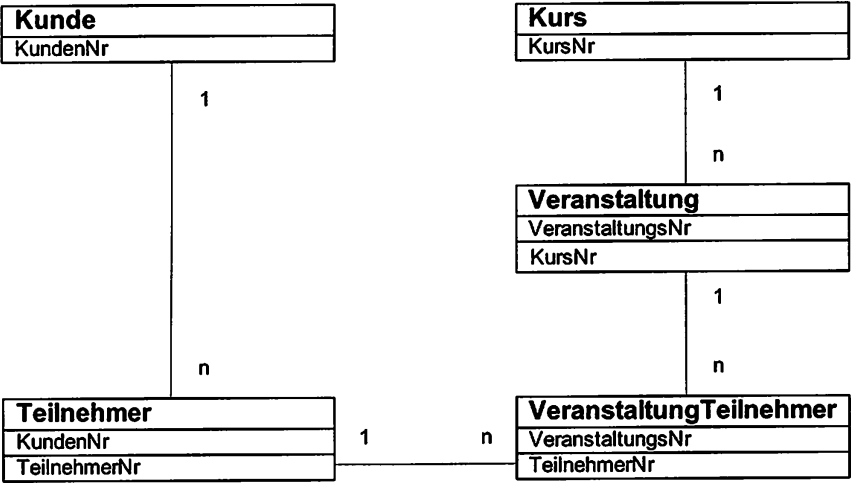 Kunde
KundenNr
Kurs
KursNr
1
1
n
Veranstaltung
VeranstaltungsNr
KursNr
1
n
n
Teilnehmer
KundenNr
TeilnehmerNr
1
n
VeranstaltungTeilnehmer
VeranstaltungsNr
TeilnehmerNr